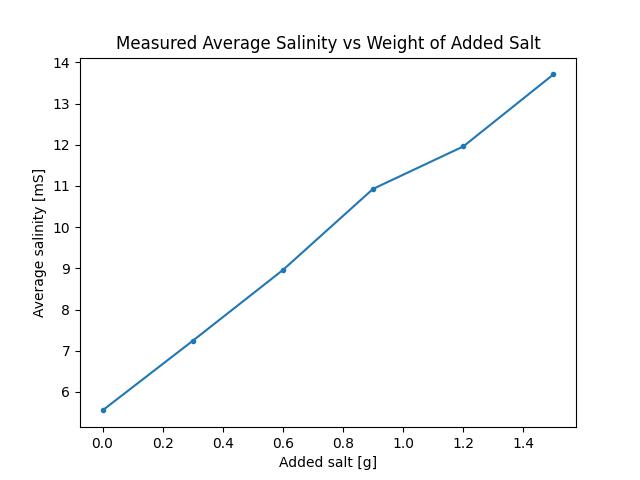 Measured Average Salinity vs Weight of Added Salt
14
13
12
11
10
9
8
7
6
Average salinity [mS]
0.0 0.2 0.4 0.6 0.8 1.0 1.2 1.4
Added salt [g]